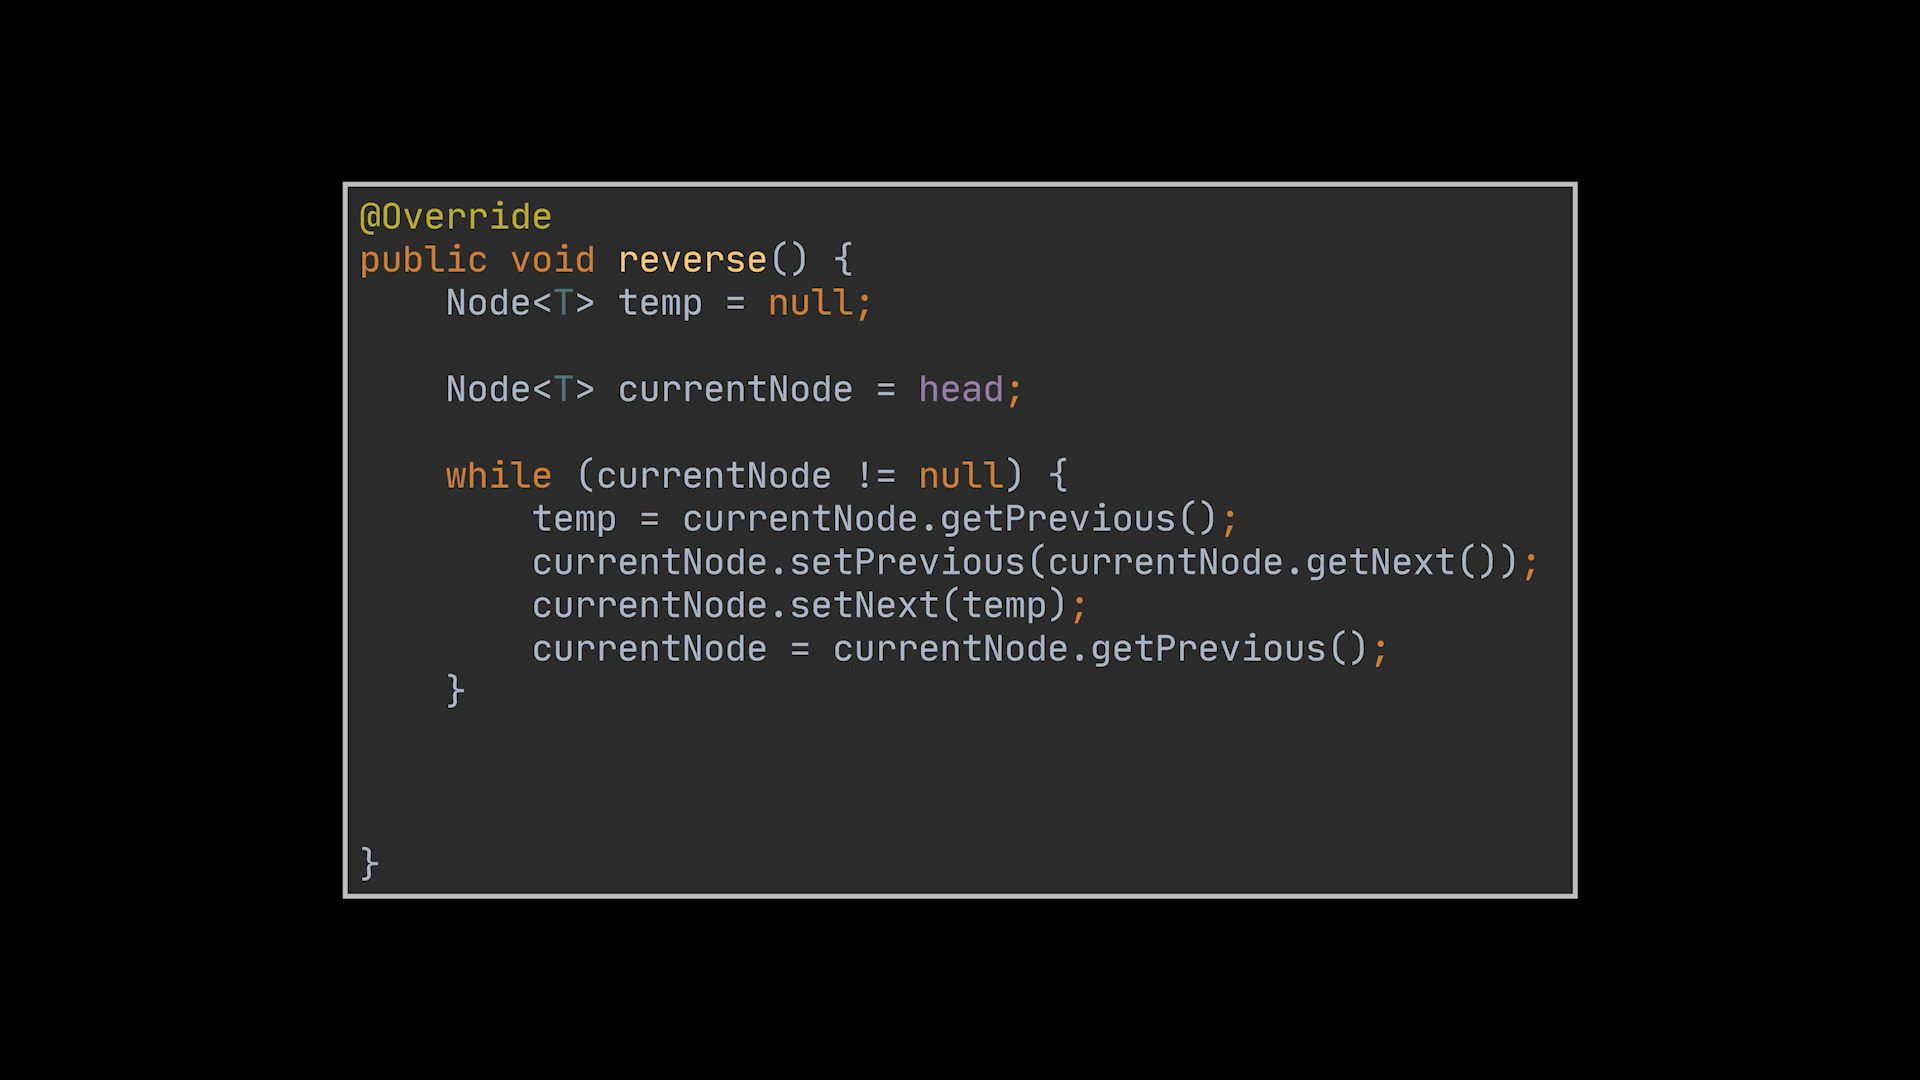 @Override
public void reverse() {
    Node<T> temp = null;
    Node<T> currentNode = head;
    while (currentNode != null) {
        temp = currentNode.getPrevious();
        currentNode.setPrevious(currentNode.getNext());
        currentNode.setNext(temp);
        currentNode = currentNode.getPrevious();
    }
}